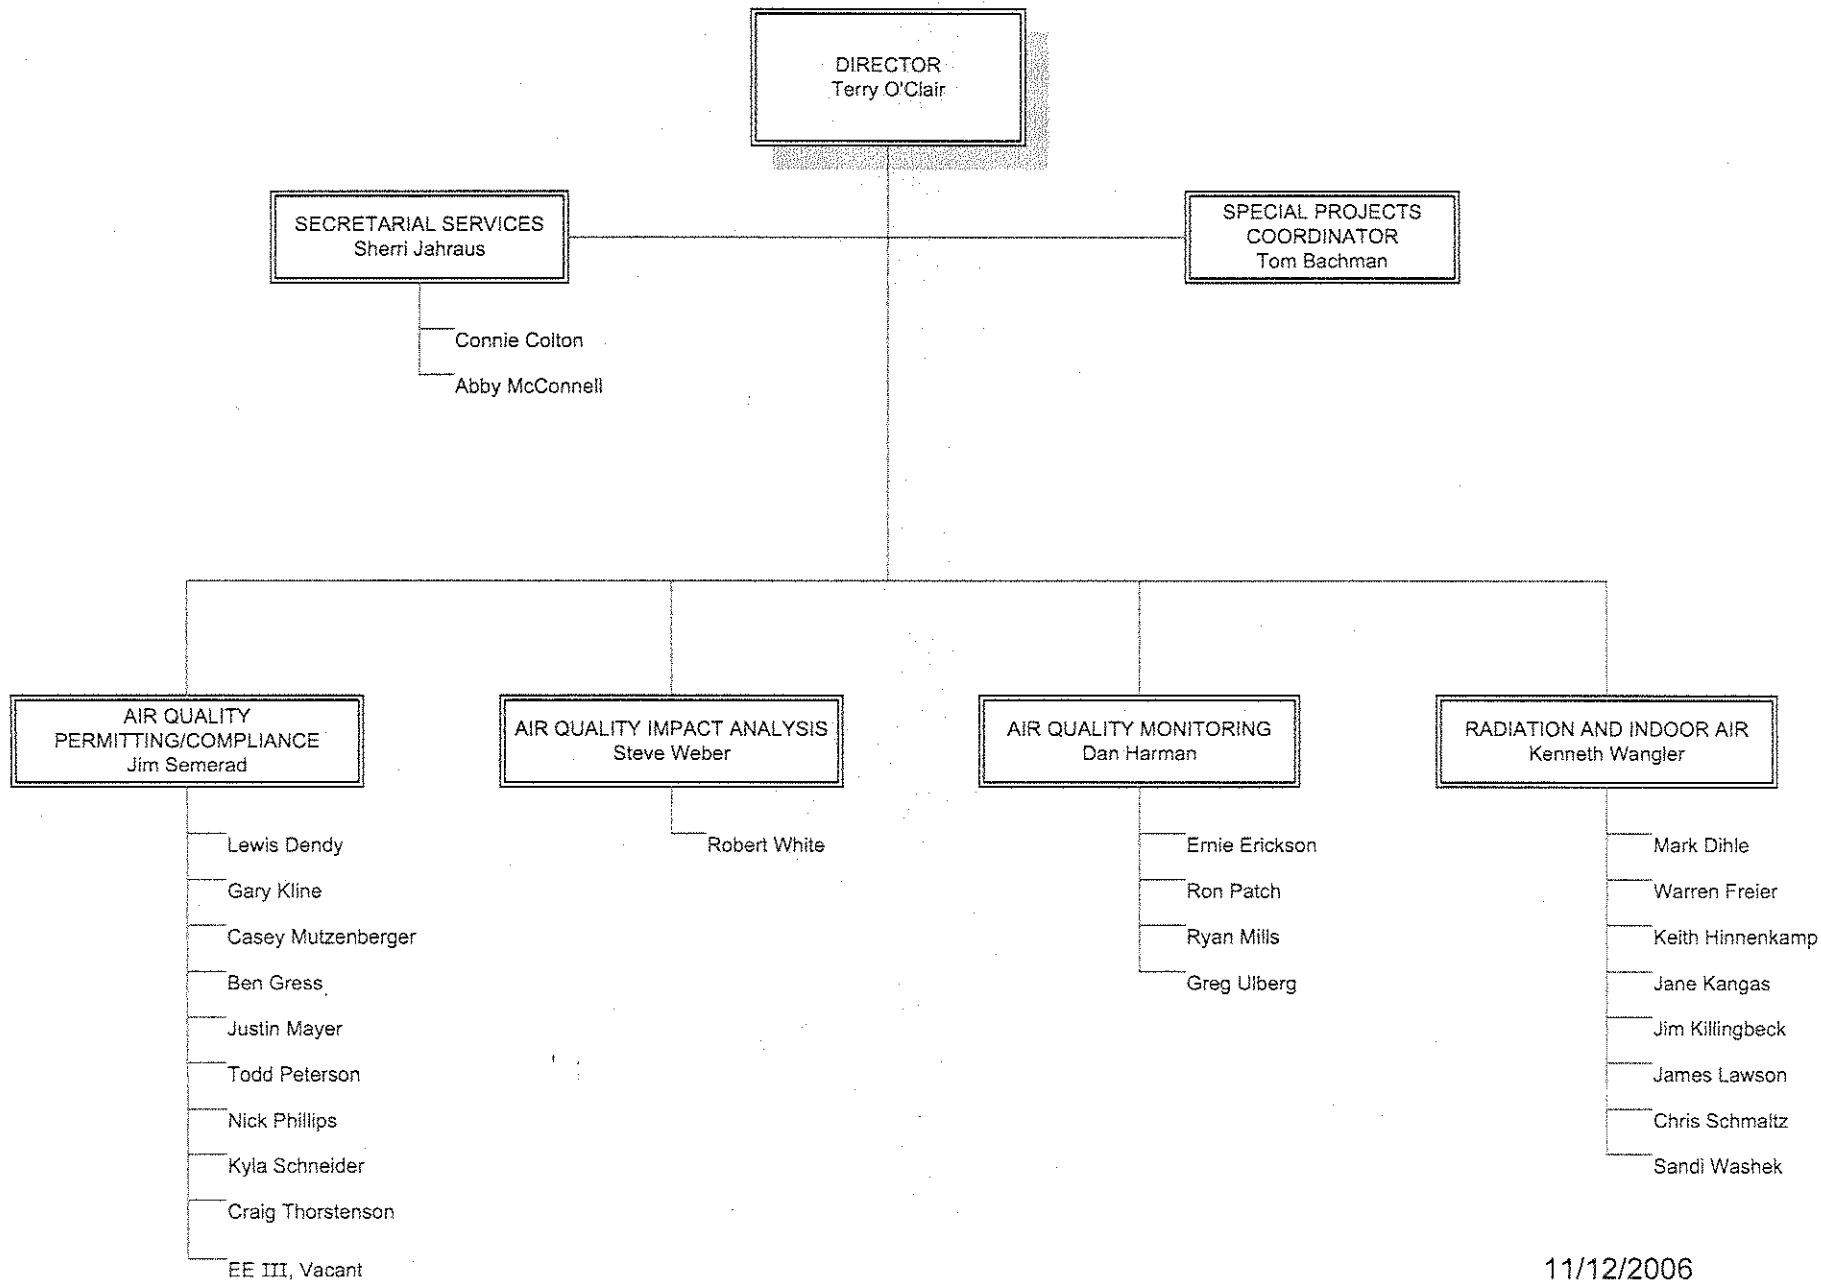 DIRECTOR
Terry O'Clair
SECRETARIAL SERVICES
Sherri Jahraus
SPECIAL PROJECTS
COORDINATOR
Tom Bachman
Connie Colton
Abby McConnell
AIR QUALITY
PERMITTING/COMPLIANCE
Jim Semerad
Lewis Dendy
Gary Kline
Casey Mutzenberger
Ben Gress
Justin Mayer
Todd Peterson
Nick Phillips
Kyla Schneider
Craig Thorstenson
EE III, Vacant
AIR QUALITY IMPACT ANALYSIS
Steve Weber
Robert White
AIR QUALITY MONITORING
Dan Harman
Ernie Erickson
Ron Patch
Ryan Mills
Greg Ulberg
RADIATION AND INDOOR AIR
Kenneth Wangler
Mark Dihle
Warren Freier
Keith Hinnenkamp
Jane Kangas
Jim Killingbeck
James Lawson
Chris Schmaltz
Sandi Washek
11/12/2006